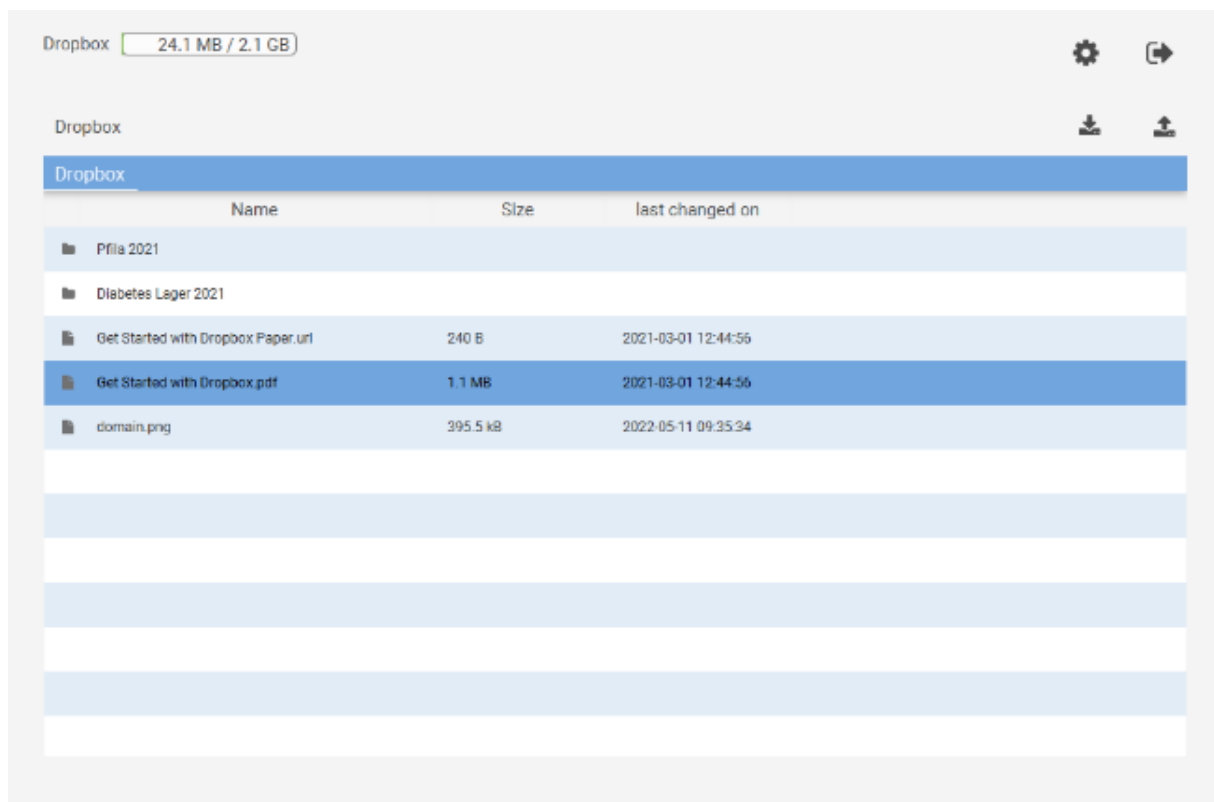 Dropbox 24.1 MB / 2.1 GB
Dropbox
Dropbox
Name Size last changed on
Pfila 2021
Diabetes Lager 2021
Get Started with Dropbox Paper.url 240 B 2021-03-01 12:44:56
Get Started with Dropbox.pdf 1.1 MB 2021-03-01 12:44:56
domain.png 395.5 kB 2022-05-11 09:35:34